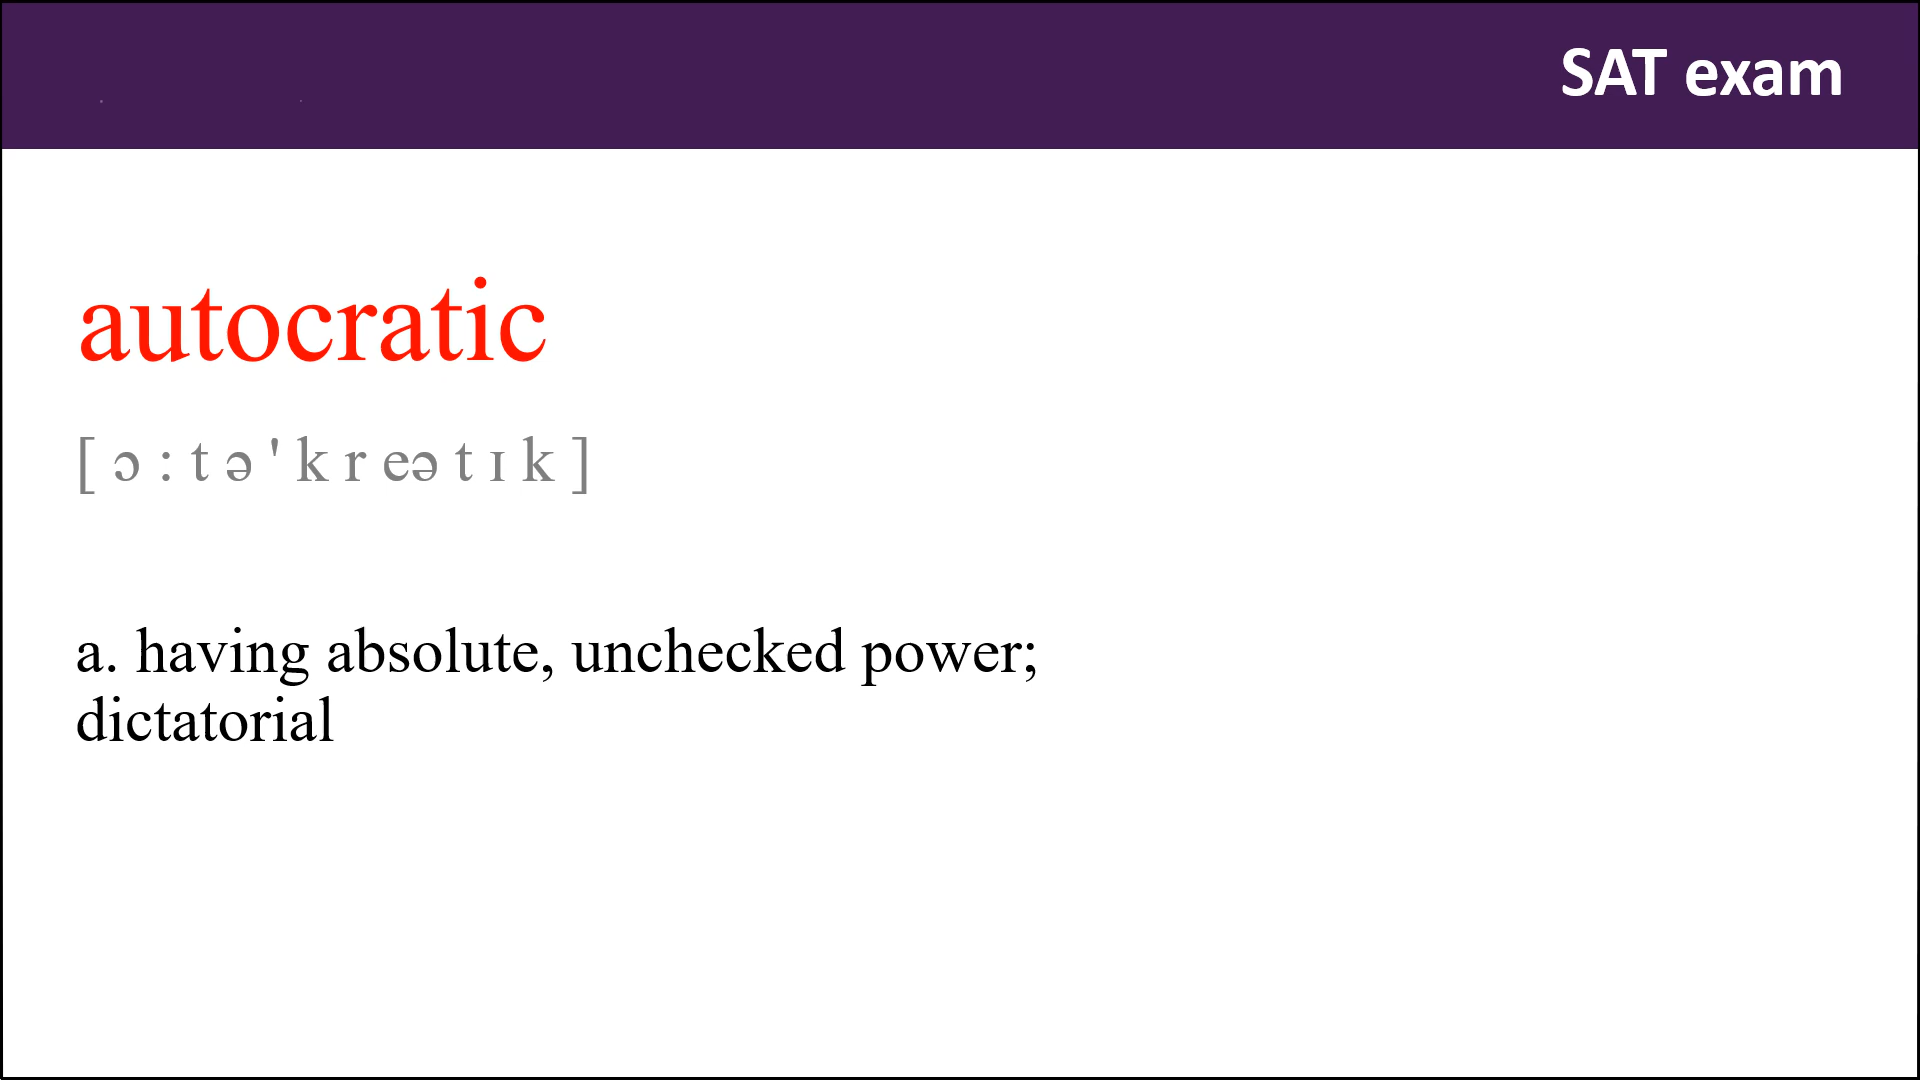 SAT exam
autocratic
[ ɔ : t ə ' k r eə t ɪ k ]
a. having absolute, unchecked power;
dictatorial